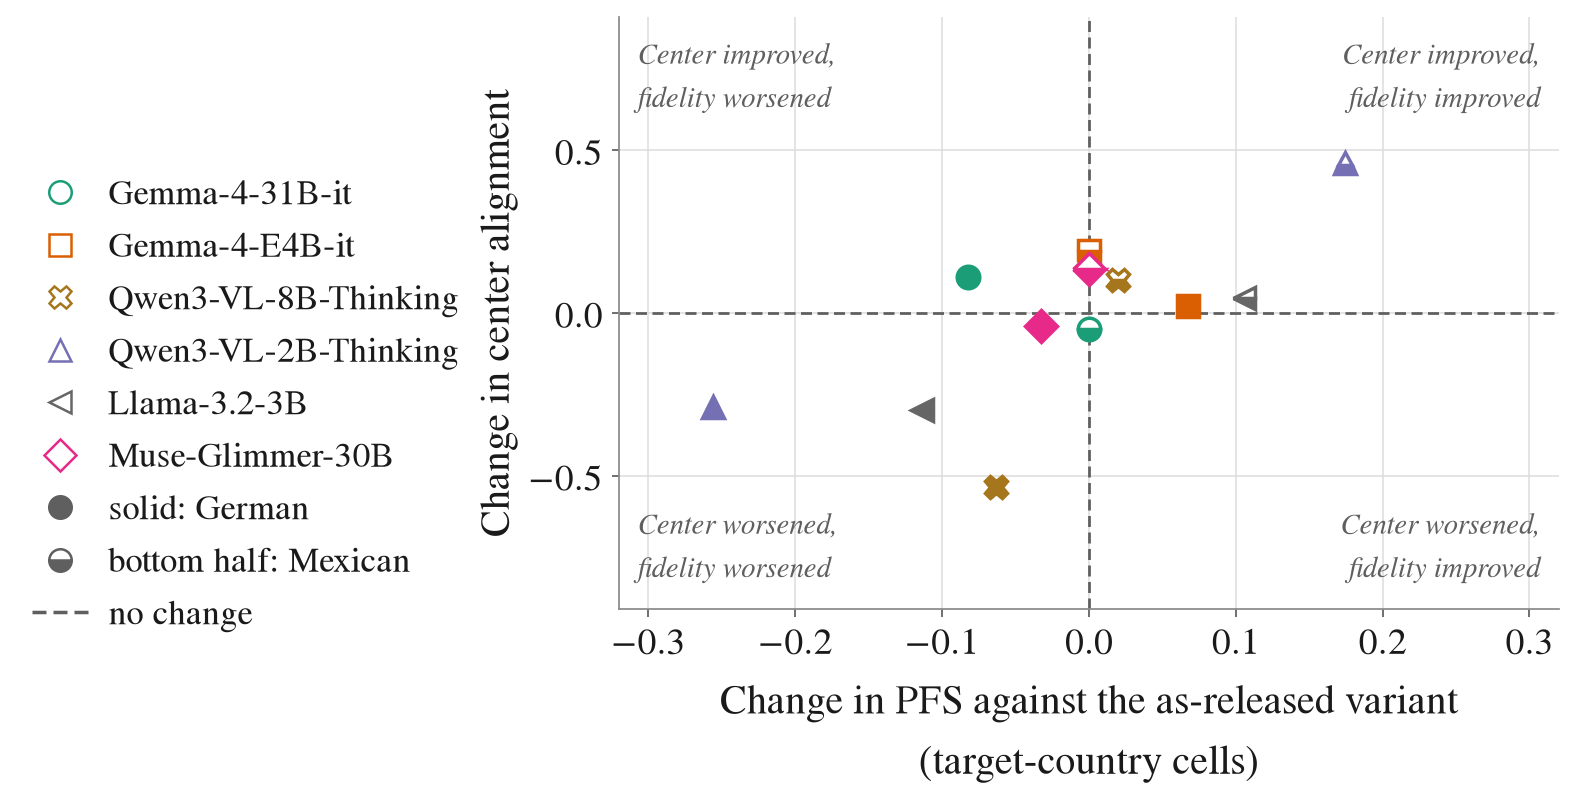 Gemma-4-31B-it
Gemma-4-E4B-it
Qwen3-VL-8B-Thinking
Qwen3-VL-2B-Thinking
Llama-3.2-3B
Muse-Glimmer-30B
solid: German
bottom half: Mexican
no change
Change in center alignment
0.5
0.0
−0.5
Center improved,
fidelity worsened
Center improved,
fidelity improved
Center worsened,
fidelity worsened
Center worsened,
fidelity improved
−0.3 −0.2 −0.1 0.0 0.1 0.2 0.3
Change in PFS against the as-released variant
(target-country cells)